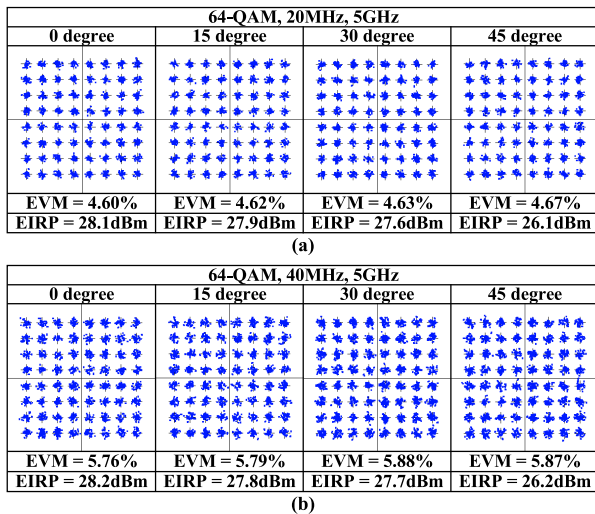 64-QAM, 20MHz, 5GHz
0 degree 15 degree 30 degree 45 degree
EVM = 4.60% EVM = 4.62% EVM = 4.63% EVM = 4.67%
EIRP = 28.1dBm EIRP = 27.9dBm EIRP = 27.6dBm EIRP = 26.1dBm
(a)
64-QAM, 40MHz, 5GHz
0 degree 15 degree 30 degree 45 degree
EVM = 5.76% EVM = 5.79% EVM = 5.88% EVM = 5.87%
EIRP = 28.2dBm EIRP = 27.8dBm EIRP = 27.7dBm EIRP = 26.2dBm
(b)